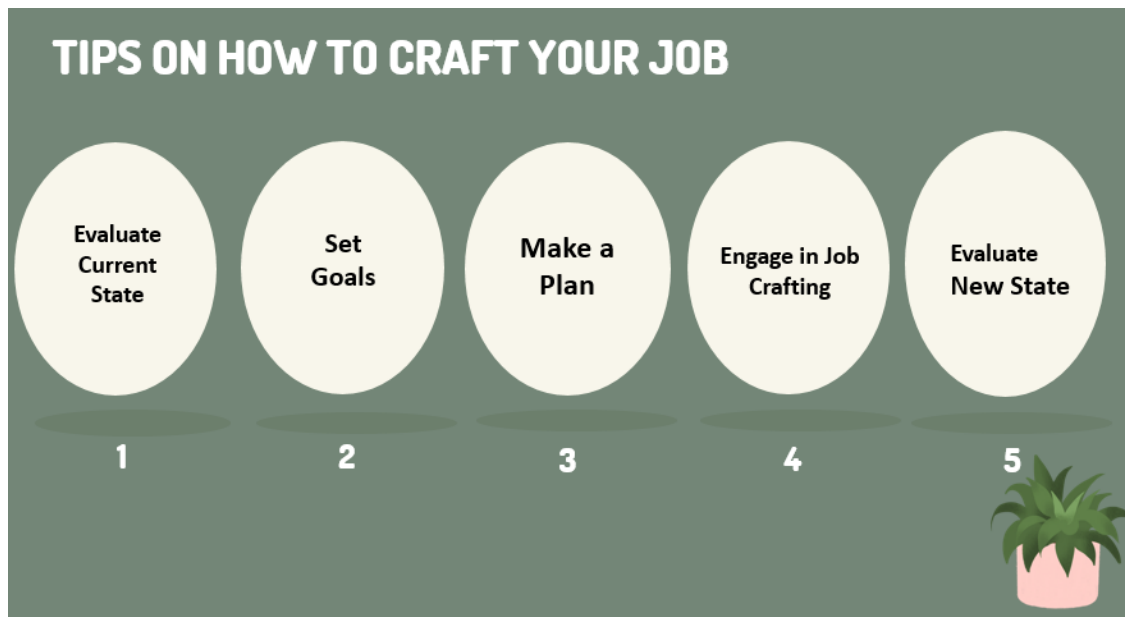 TIPS ON HOW TO CRAFT YOUR JOB
Evaluate
Current
State
Set
Goals
Make a
Plan
Engage in Job
Crafting
Evaluate
New State
1
2
3
4
5